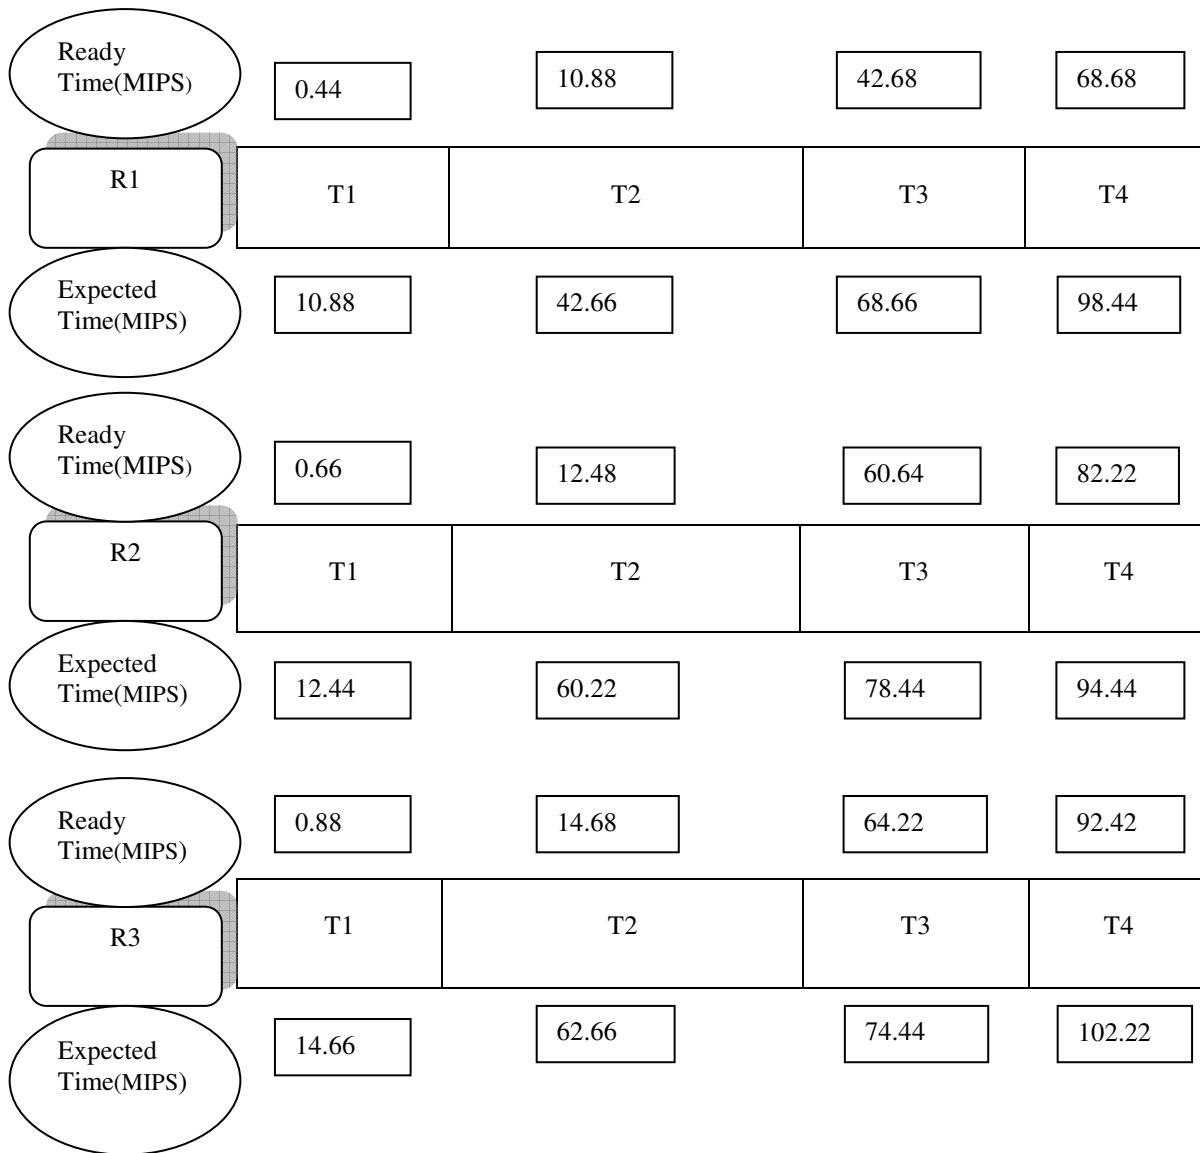 Ready
Time(MIPS)
0.44
10.88
42.68
68.68
R1
T1
T2
T3
T4
Expected
Time(MIPS)
10.88
42.66
68.66
98.44
Ready
Time(MIPS)
0.66
12.48
60.64
82.22
R2
T1
T2
T3
T4
Expected
Time(MIPS)
12.44
60.22
78.44
94.44
Ready
Time(MIPS)
0.88
14.68
64.22
92.42
R3
T1
T2
T3
T4
Expected
Time(MIPS)
14.66
62.66
74.44
102.22